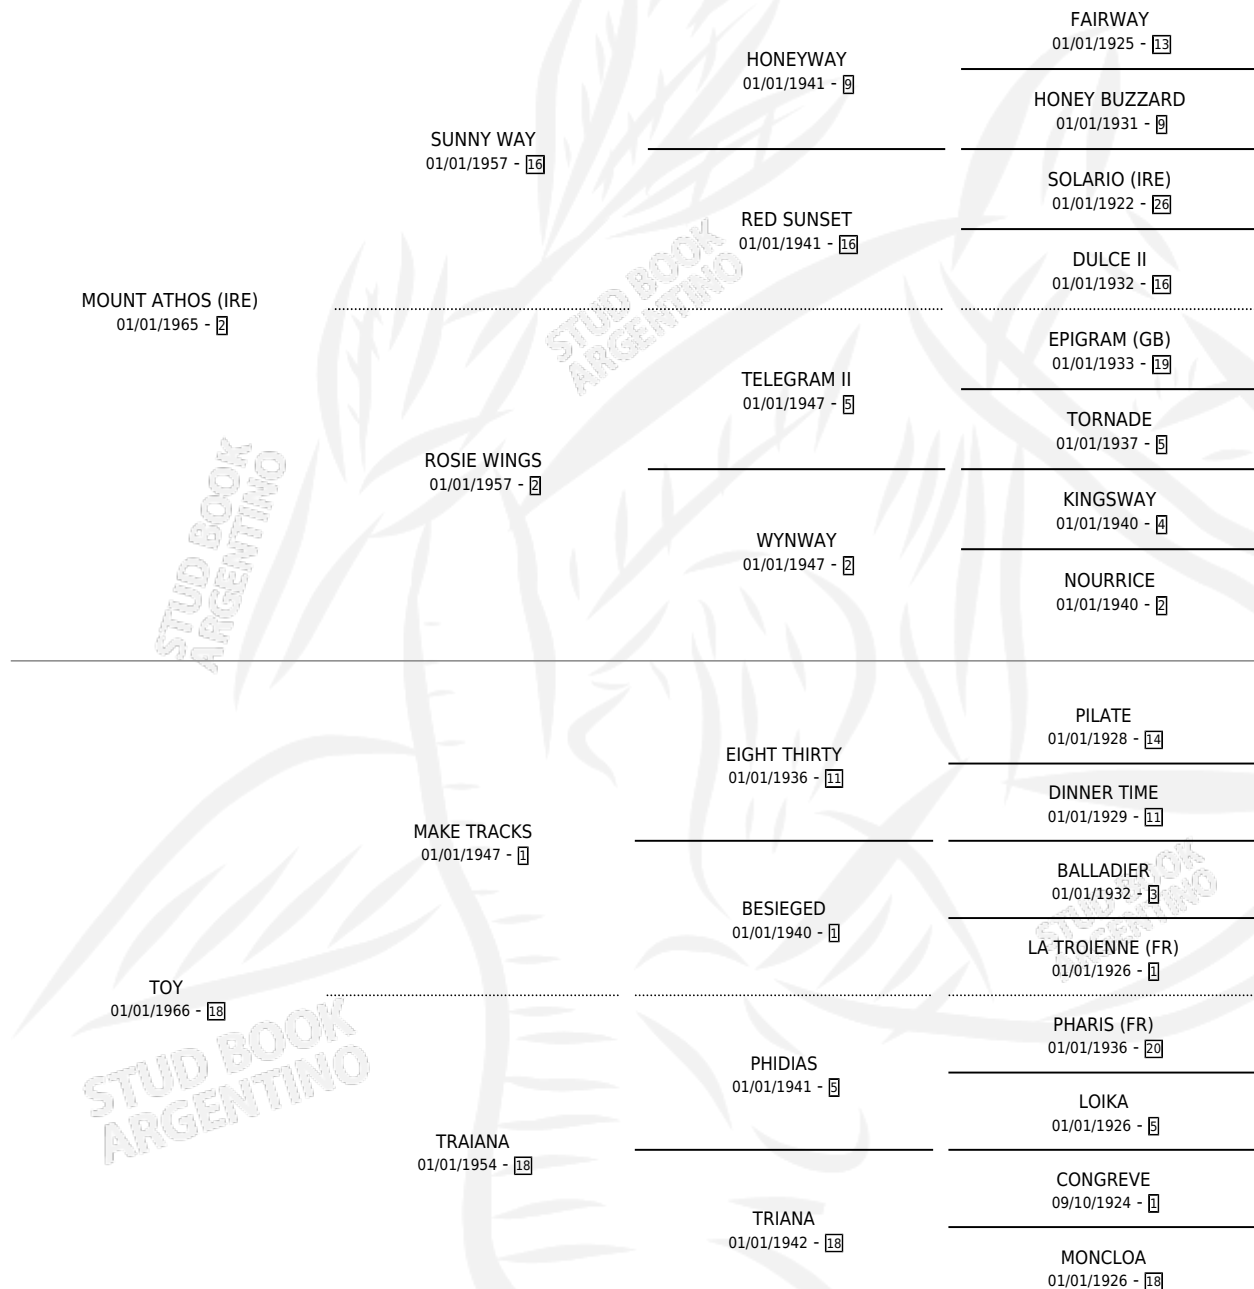 FAIRWAY
01/01/1925 - 13
HONEYWAY
01/01/1941 - 9
HONEY BUZZARD
01/01/1931 - 9
SUNNY WAY
01/01/1957 - 16
SOLARIO (IRE)
01/01/1922 - 26
RED SUNSET
01/01/1941 - 16
DULCE II
01/01/1932 - 16
MOUNT ATHOS (IRE)
01/01/1965 - 2
EPIGRAM (GB)
01/01/1933 - 19
TELEGRAM II
01/01/1947 - 5
TORNADE
01/01/1937 - 5
ROSIE WINGS
01/01/1957 - 2
KINGSWAY
01/01/1940 - 4
WYNWAY
01/01/1947 - 2
NOURRICE
01/01/1940 - 2
PILATE
01/01/1928 - 14
EIGHT THIRTY
01/01/1936 - 11
DINNER TIME
01/01/1929 - 11
MAKE TRACKS
01/01/1947 - 1
BALLADIER
01/01/1932 - 3
BESIEGED
01/01/1940 - 1
LA TROIENNE (FR)
01/01/1926 - 1
TOY
01/01/1966 - 18
PHARIS (FR)
01/01/1936 - 20
PHIDIAS
01/01/1941 - 5
LOIKA
01/01/1926 - 5
TRAIANA
01/01/1954 - 18
CONGREVE
09/10/1924 - 1
TRIANA
01/01/1942 - 18
MONCLOA
01/01/1926 - 18
STUD BOOK
ARGENTINO
STUD BOOK
ARGENTINO
STUD BOOK
ARGENTINO
STUD BOOK
ARGENTINO